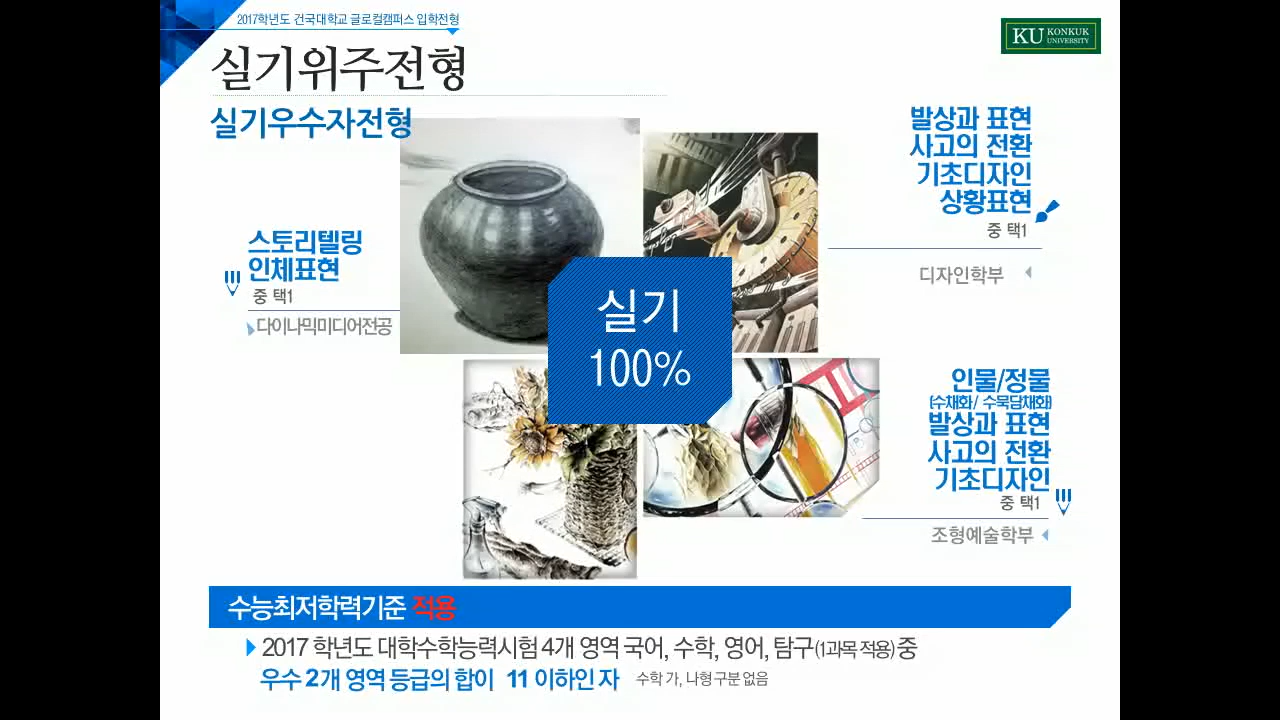 2017학년도 건국대학교 글로컬캠퍼스 입학전형
KU KONKUK
UNIVERSITY
실기위주전형
실기우수자전형
스토리텔링
인체표현
중 택1
다이나믹미디어전공
발상과 표현
사고의 전환
기초디자인
상황표현
중 택1
디자인학부
실기
100%
인물/정물
(수채화/ 수묵담채화)
발상과 표현
사고의 전환
기초디자인
중 택1
조형예술학부
수능최저학력기준 적용
2017 학년도 대학수학능력시험 4개 영역 국어, 수학, 영어, 탐구(1과목 적용) 중
우수 2개 영역 등급의 합이 11 이하인 자 수학 가, 나형 구분 없음